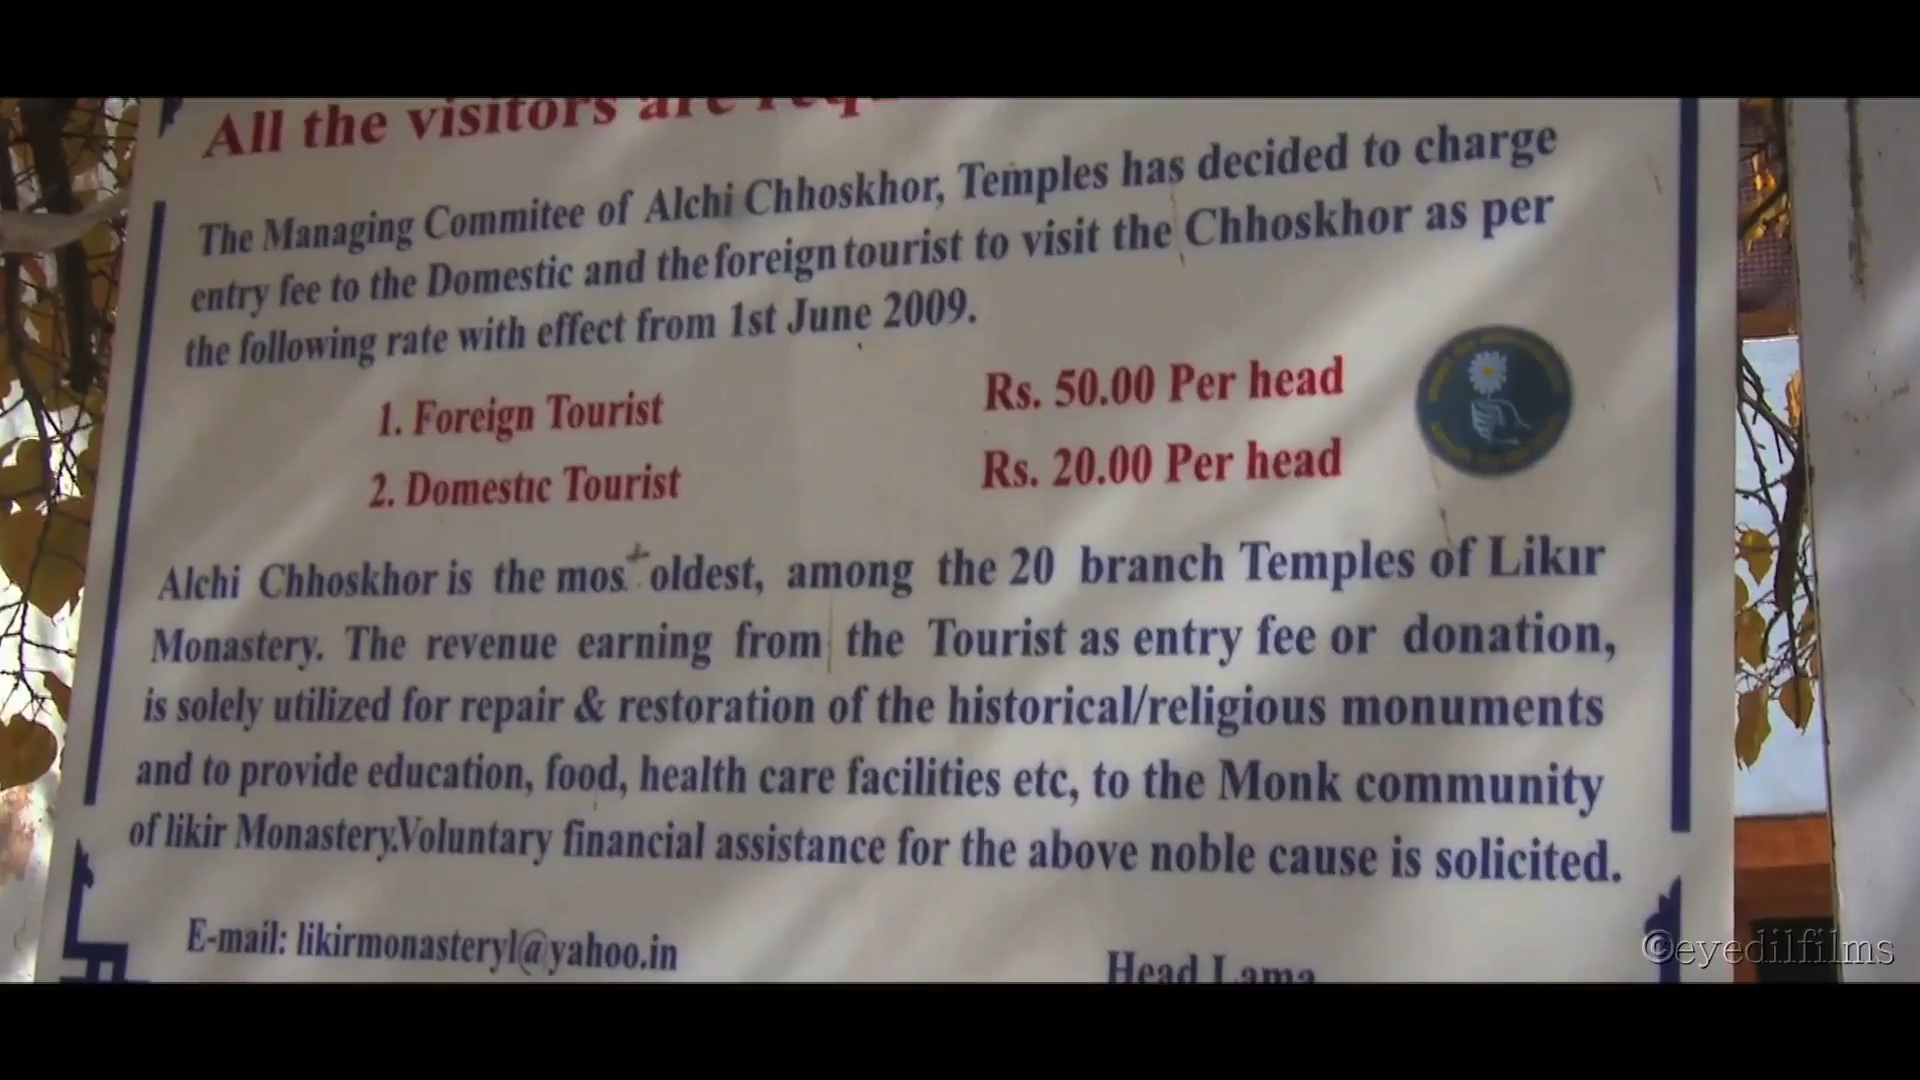 All the visitors are
The Managing Commitee of Alchi Chhoskhor, Temples has decided to charge
entry fee to the Domestic and the foreign tourist to visit the Chhoskhor as per
the following rate with effect from 1st June 2009.
1. Foreign Tourist Rs. 50.00 Per head
2. Domestic Tourist Rs. 20.00 Per head
Alchi Chhoskhor is the mos oldest, among the 20 branch Temples of Likir
Monastery. The revenue earning from the Tourist as entry fee or donation,
is solely utilized for repair & restoration of the historical/religious monuments
and to provide education, food, health care facilities etc, to the Monk community
of likir Monastery.Voluntary financial assistance for the above noble cause is solicited.
E-mail: likirmonasteryl@yahoo.in
Head Lama
©eyedilfilms